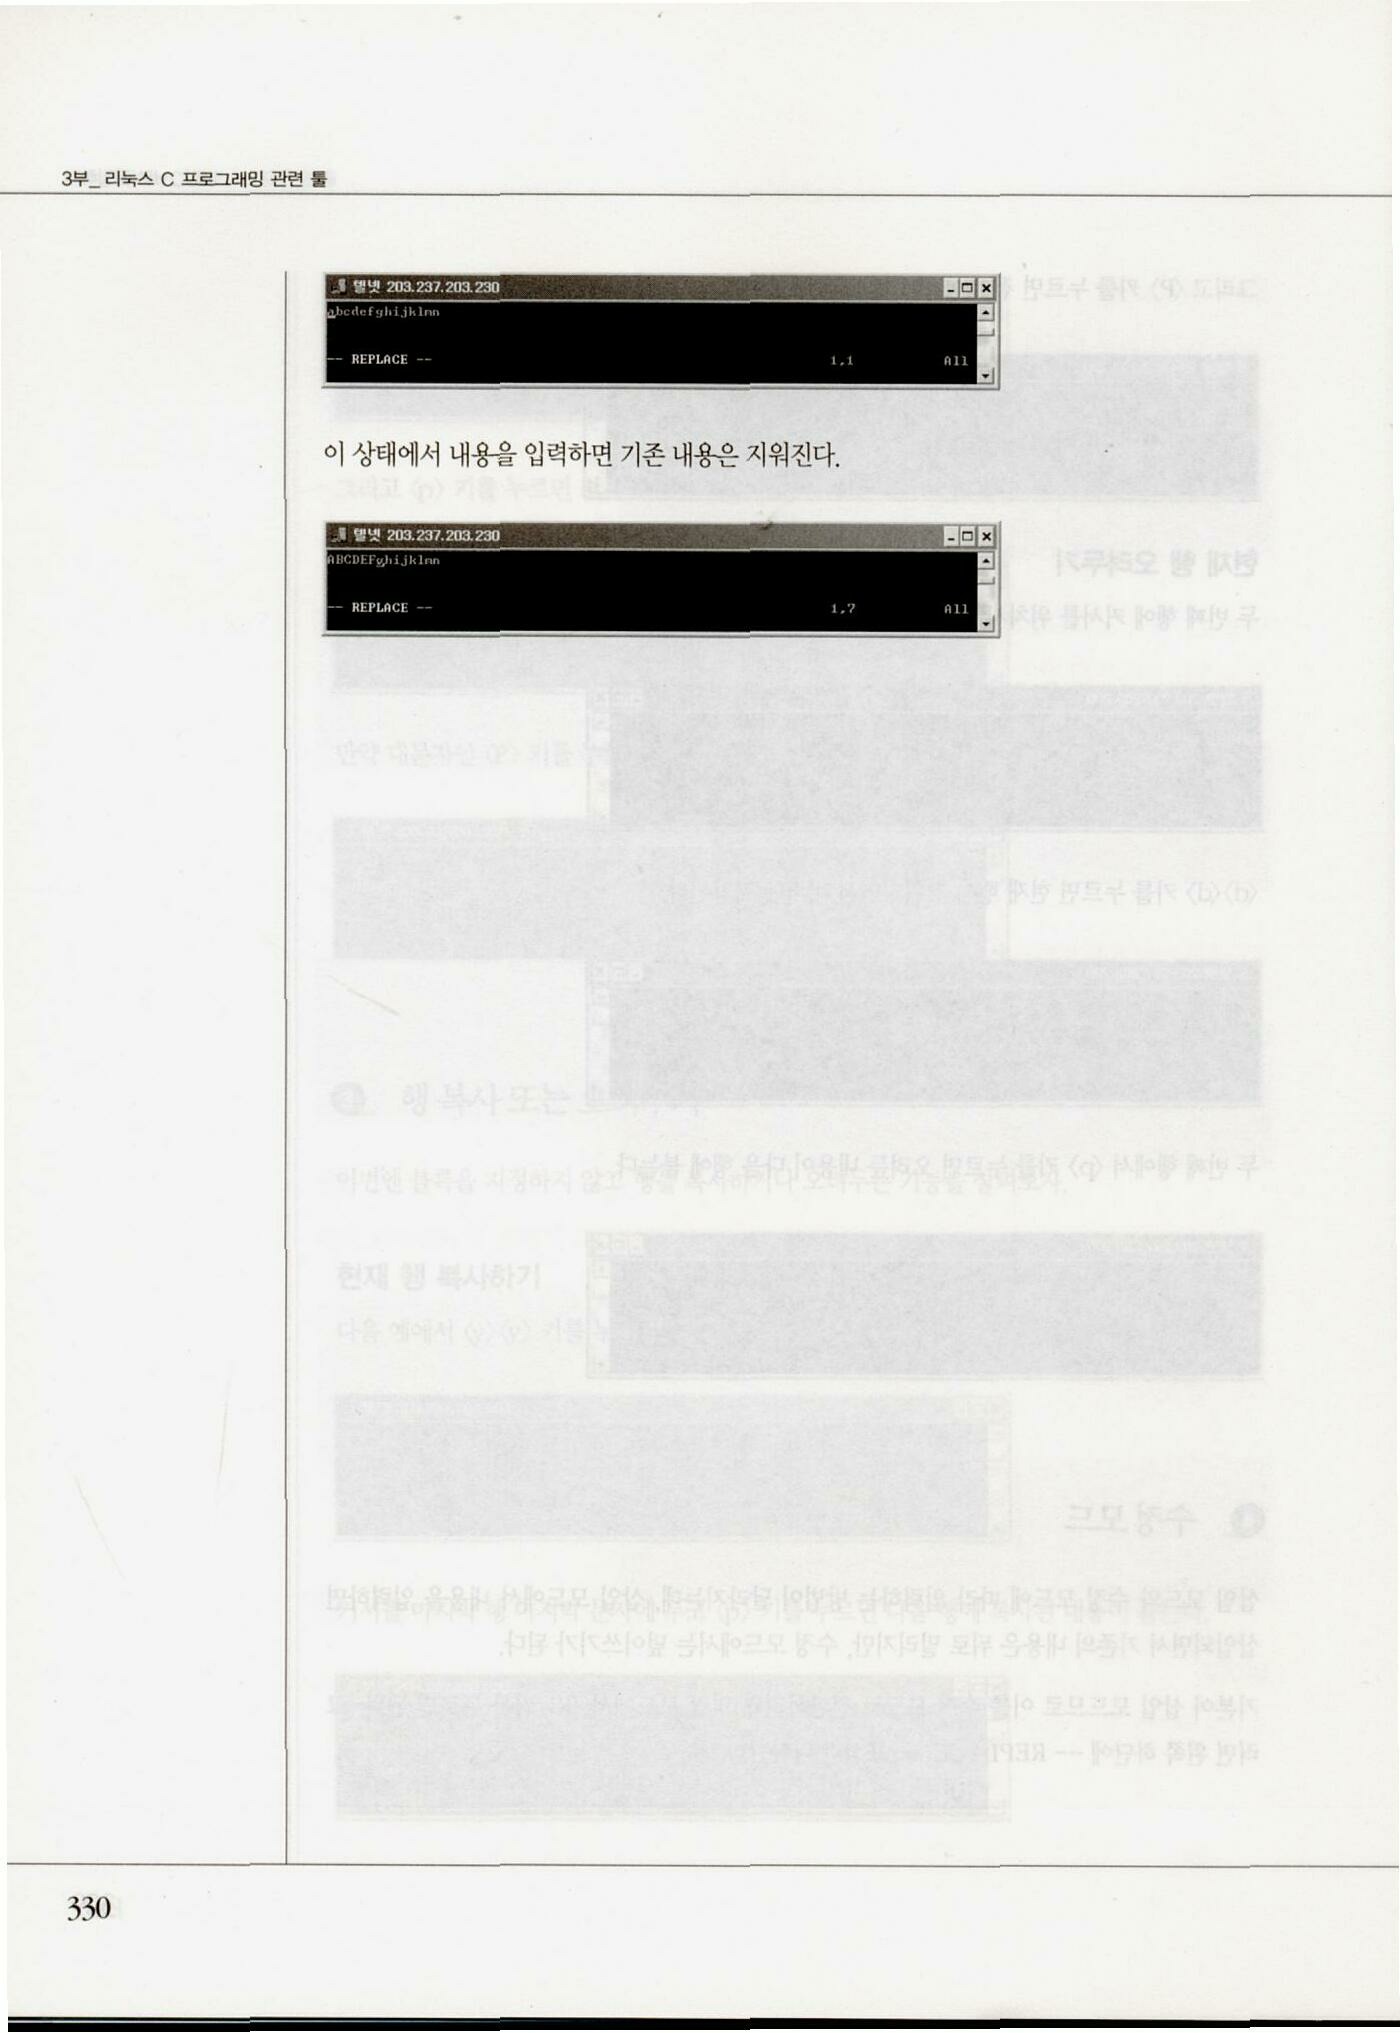 3부_ 리눅스 C 프로그래밍 관련 툴
텔넷 203.237.203.230
abcdefghijklmn
-- REPLACE -- 1,1 All
이 상태에서 내용을 입력하면 기존 내용은 지워진다.
텔넷 203.237.203.230
ABCDEFghijklmn
-- REPLACE -- 1,7 All
330